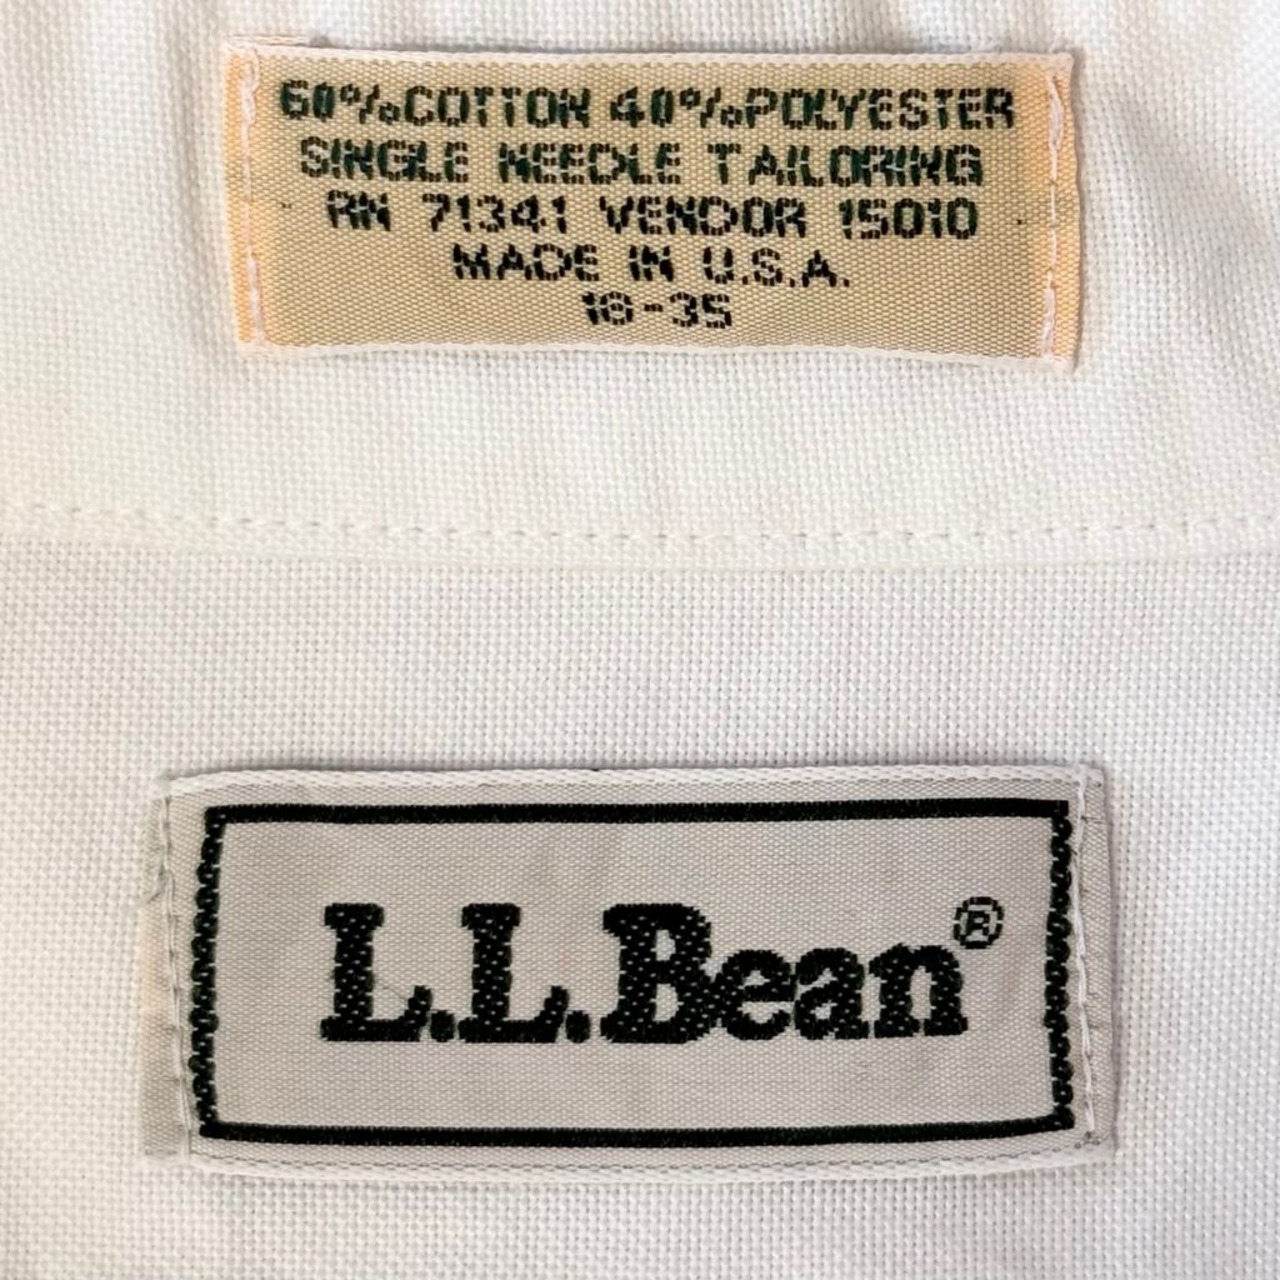 60%COTTON 40%POLYESTER
SINGLE NEEDLE TAILORING
RN 71341 VENDOR 15010
MADE IN U.S.A.
16-35
L.L.Bean®